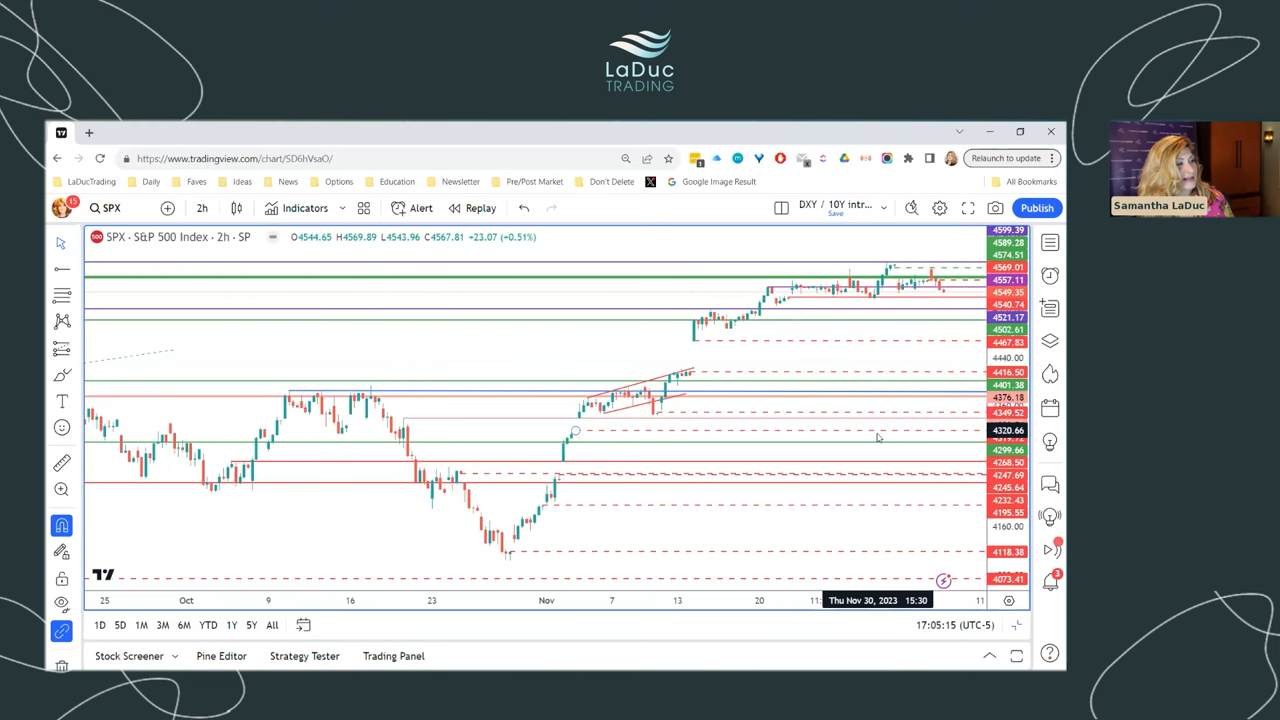 LaDuc
TRADING
https://www.tradingview.com/chart/SD6hVsaO/
1
Relaunch to update
LaDucTrading
Daily
Faves
Ideas
News
Options
Education
Newsletter
Pre/Post Market
Don't Delete
Google Image Result
All Bookmarks
Samantha LaDuc
15
SPX
2h
Indicators
Alert
Replay
DXY / 10Y intr...
Save
Publish
500
SPX · S&P 500 Index · 2h · SP
O4544.65 H4569.89 L4543.96 C4567.81 +23.07 (+0.51%)
4599.39
4589.28
4574.51
4569.01
4557.11
4549.35
4540.74
4521.17
4502.61
4467.83
4440.00
4416.50
4401.38
4376.18
4349.52
4320.66
4299.66
4268.50
4247.69
4245.64
4232.43
4195.55
4160.00
4118.38
4073.41
25
Oct
9
16
23
Nov
7
13
20
Thu Nov 30, 2023 15:30
11
3
1D 5D 1M 3M 6M YTD 1Y 5Y All
17:05:15 (UTC-5)
Stock Screener
Pine Editor
Strategy Tester
Trading Panel